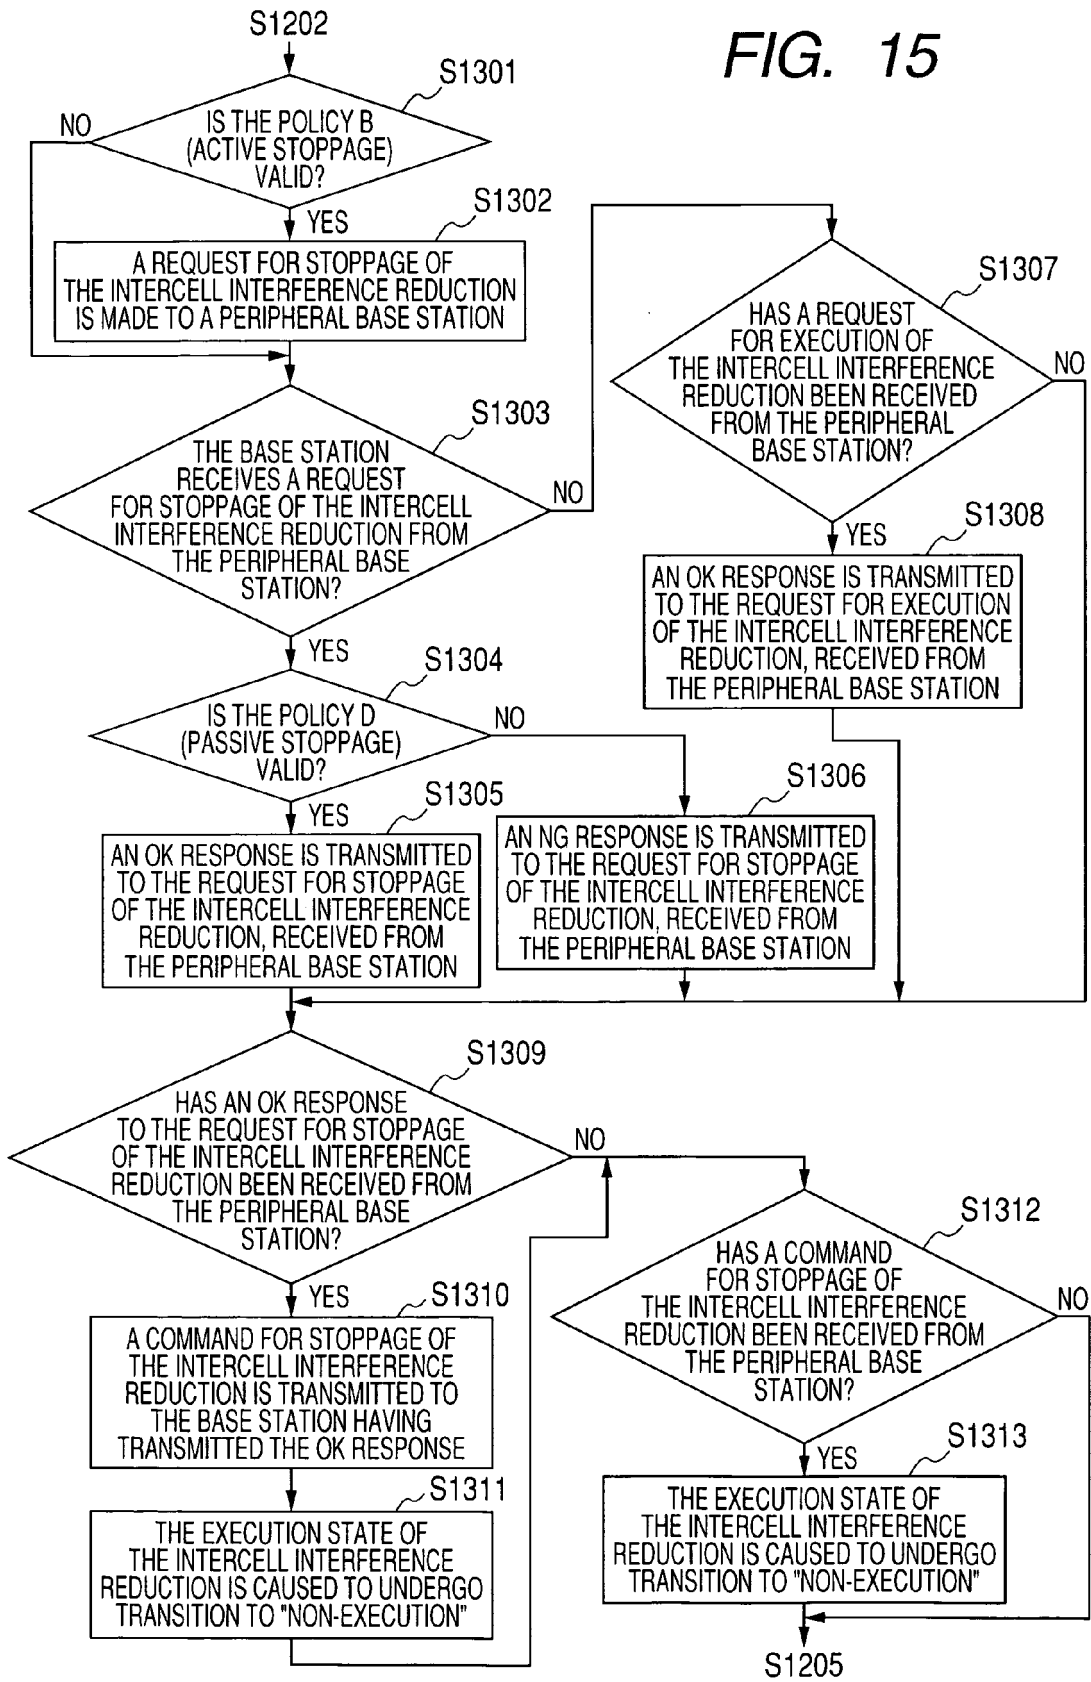 S1202
FIG. 15
S1301
NO
IS THE POLICY B
(ACTIVE STOPPAGE)
VALID?
YES
S1302
A REQUEST FOR STOPPAGE OF
THE INTERCELL INTERFERENCE REDUCTION
IS MADE TO A PERIPHERAL BASE STATION
S1303
THE BASE STATION
RECEIVES A REQUEST
FOR STOPPAGE OF THE INTERCELL
INTERFERENCE REDUCTION FROM
THE PERIPHERAL BASE
STATION?
NO
YES
S1304
IS THE POLICY D
(PASSIVE STOPPAGE)
VALID?
NO
YES
S1305
AN OK RESPONSE IS TRANSMITTED
TO THE REQUEST FOR STOPPAGE
OF THE INTERCELL INTERFERENCE
REDUCTION, RECEIVED FROM
THE PERIPHERAL BASE STATION
S1306
AN NG RESPONSE IS TRANSMITTED
TO THE REQUEST FOR STOPPAGE
OF THE INTERCELL INTERFERENCE
REDUCTION, RECEIVED FROM
THE PERIPHERAL BASE STATION
S1307
HAS A REQUEST
FOR EXECUTION OF
THE INTERCELL INTERFERENCE
REDUCTION BEEN RECEIVED
FROM THE PERIPHERAL
BASE STATION?
NO
YES
S1308
AN OK RESPONSE IS TRANSMITTED
TO THE REQUEST FOR EXECUTION
OF THE INTERCELL INTERFERENCE
REDUCTION, RECEIVED FROM
THE PERIPHERAL BASE STATION
S1309
HAS AN OK RESPONSE
TO THE REQUEST FOR STOPPAGE
OF THE INTERCELL INTERFERENCE
REDUCTION BEEN RECEIVED FROM
THE PERIPHERAL BASE
STATION?
NO
YES
S1310
A COMMAND FOR STOPPAGE OF
THE INTERCELL INTERFERENCE
REDUCTION IS TRANSMITTED TO
THE BASE STATION HAVING
TRANSMITTED THE OK RESPONSE
S1311
THE EXECUTION STATE OF
THE INTERCELL INTERFERENCE
REDUCTION IS CAUSED TO UNDERGO
TRANSITION TO "NON-EXECUTION"
S1312
HAS A COMMAND
FOR STOPPAGE OF
THE INTERCELL INTERFERENCE
REDUCTION BEEN RECEIVED FROM
THE PERIPHERAL BASE
STATION?
NO
YES
S1313
THE EXECUTION STATE OF
THE INTERCELL INTERFERENCE
REDUCTION IS CAUSED TO UNDERGO
TRANSITION TO "NON-EXECUTION"
S1205